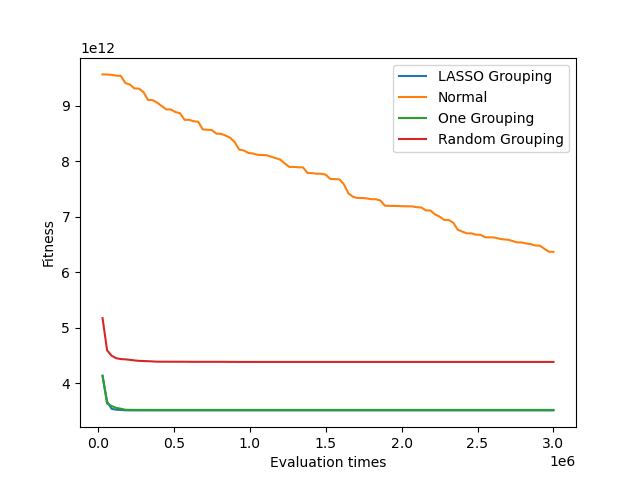 1e12
LASSO Grouping
Normal
One Grouping
Random Grouping
9
8
7
6
5
4
Fitness
0.0 0.5 1.0 1.5 2.0 2.5 3.0
Evaluation times
1e6